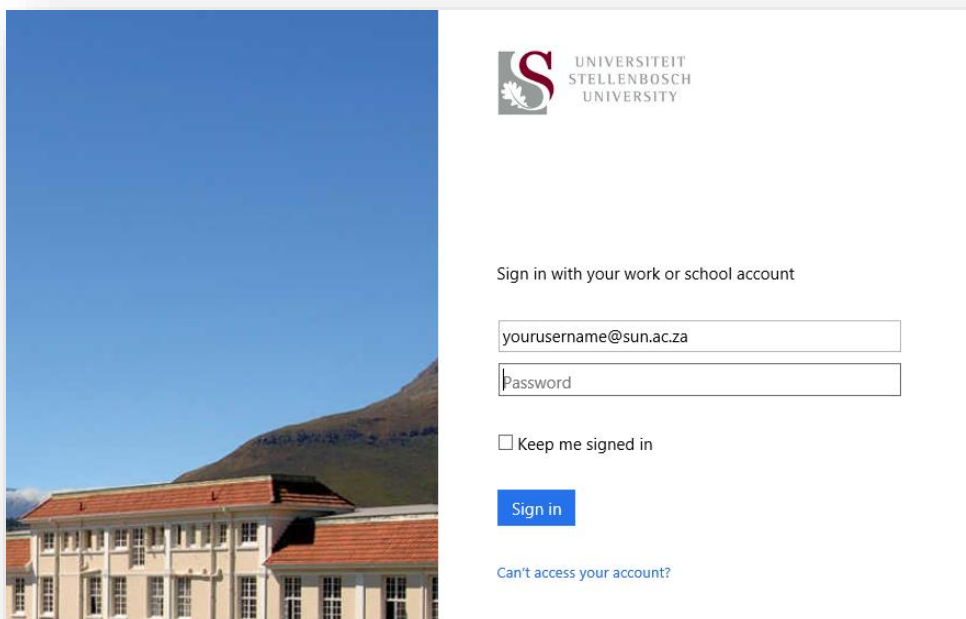 UNIVERSITEIT
STELLENBOSCH
UNIVERSITY
Sign in with your work or school account
yourusername@sun.ac.za
Password
Keep me signed in
Sign in
Can't access your account?